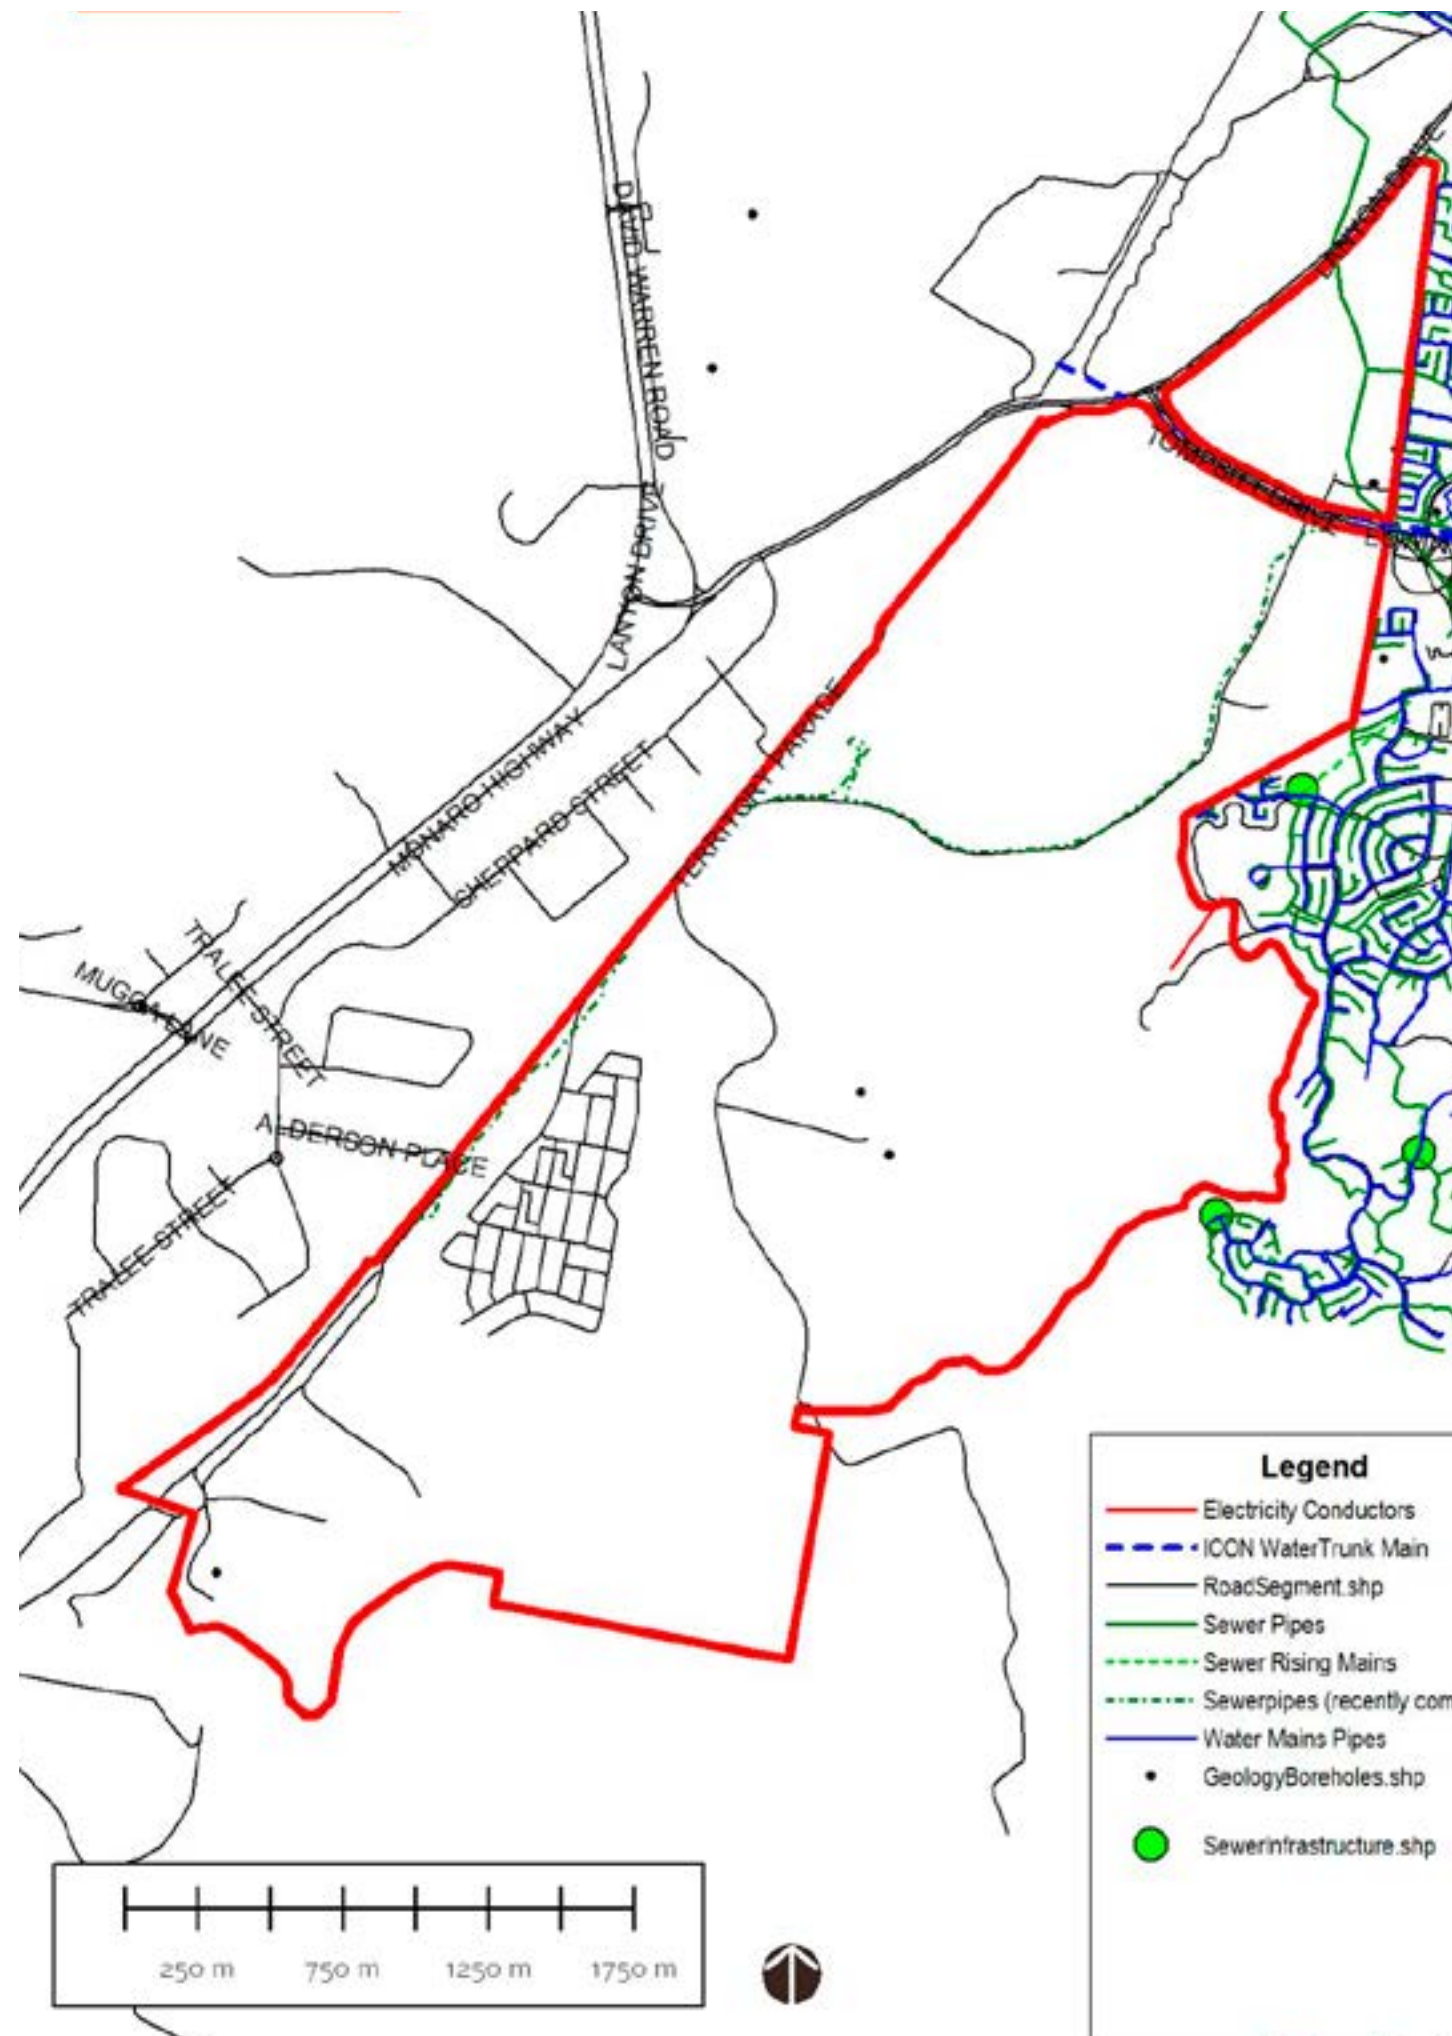 DAVID WARREN ROAD
LANYON DRIVE
LANYON DRIVE
TOMPSITT DRIVE
MONARO HIGHWAY
SHEPPARD STREET
TERRITORY PARADE
TRALEE STREET
MUGGA LANE
ALDERSON PLACE
TRALEE STREET
Legend
Electricity Conductors
ICON WaterTrunk Main
RoadSegment.shp
Sewer Pipes
Sewer Rising Mains
Sewerpipes (recently com
Water Mains Pipes
GeologyBoreholes.shp
SewerInfrastructure.shp
250 m 750 m 1250 m 1750 m